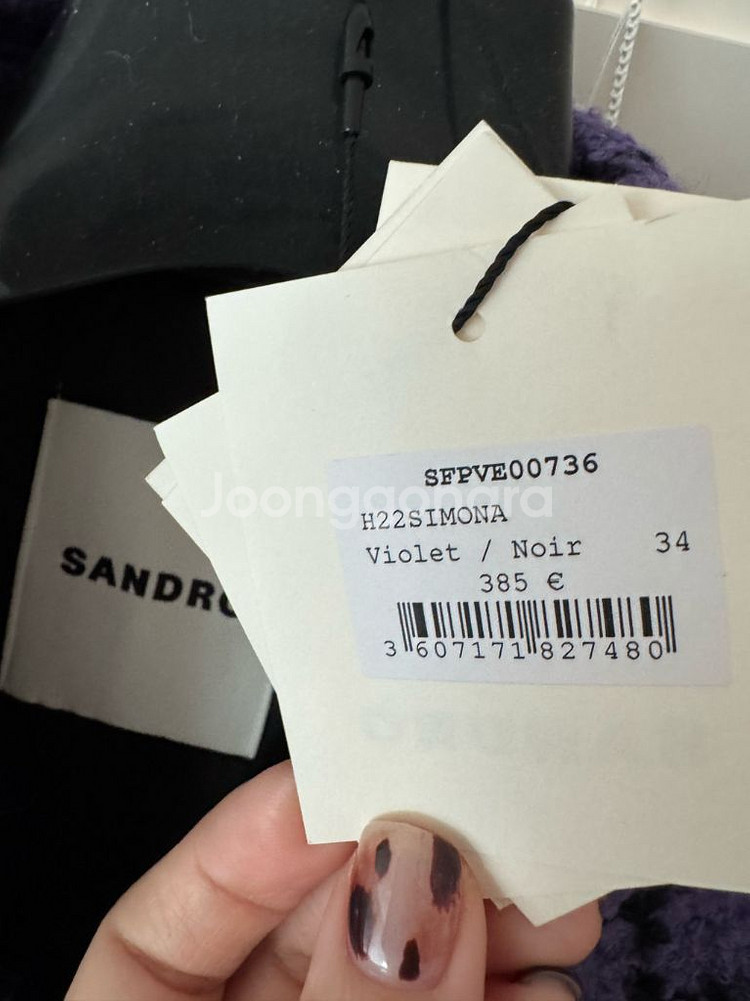 SFPVE00736
Joonggonara
H22SIMONA
Violet / Noir 34
385 €
3 607171 827480
SANDRO